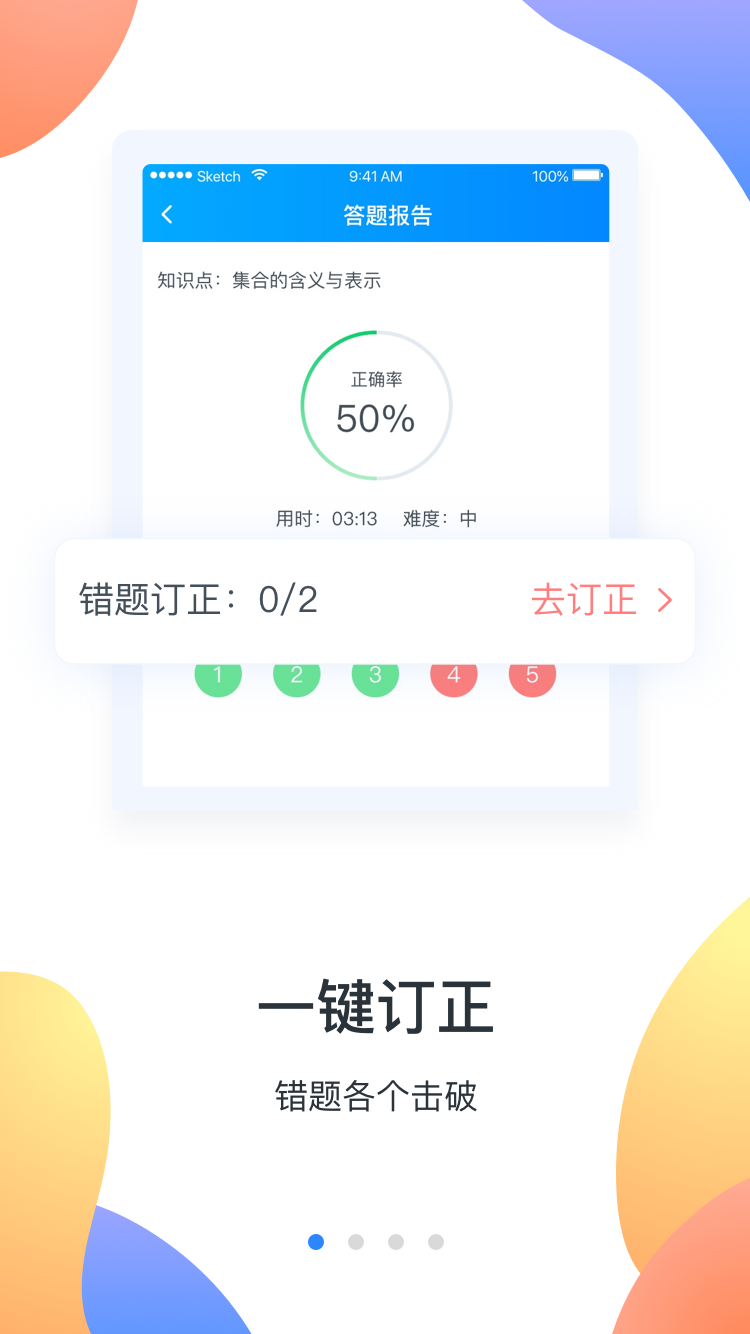 Sketch 9:41 AM 100%
答题报告
知识点：集合的含义与表示
正确率
50%
用时：03:13 难度：中
错题订正：0/2 去订正
1 2 3 4 5
一键订正
错题各个击破